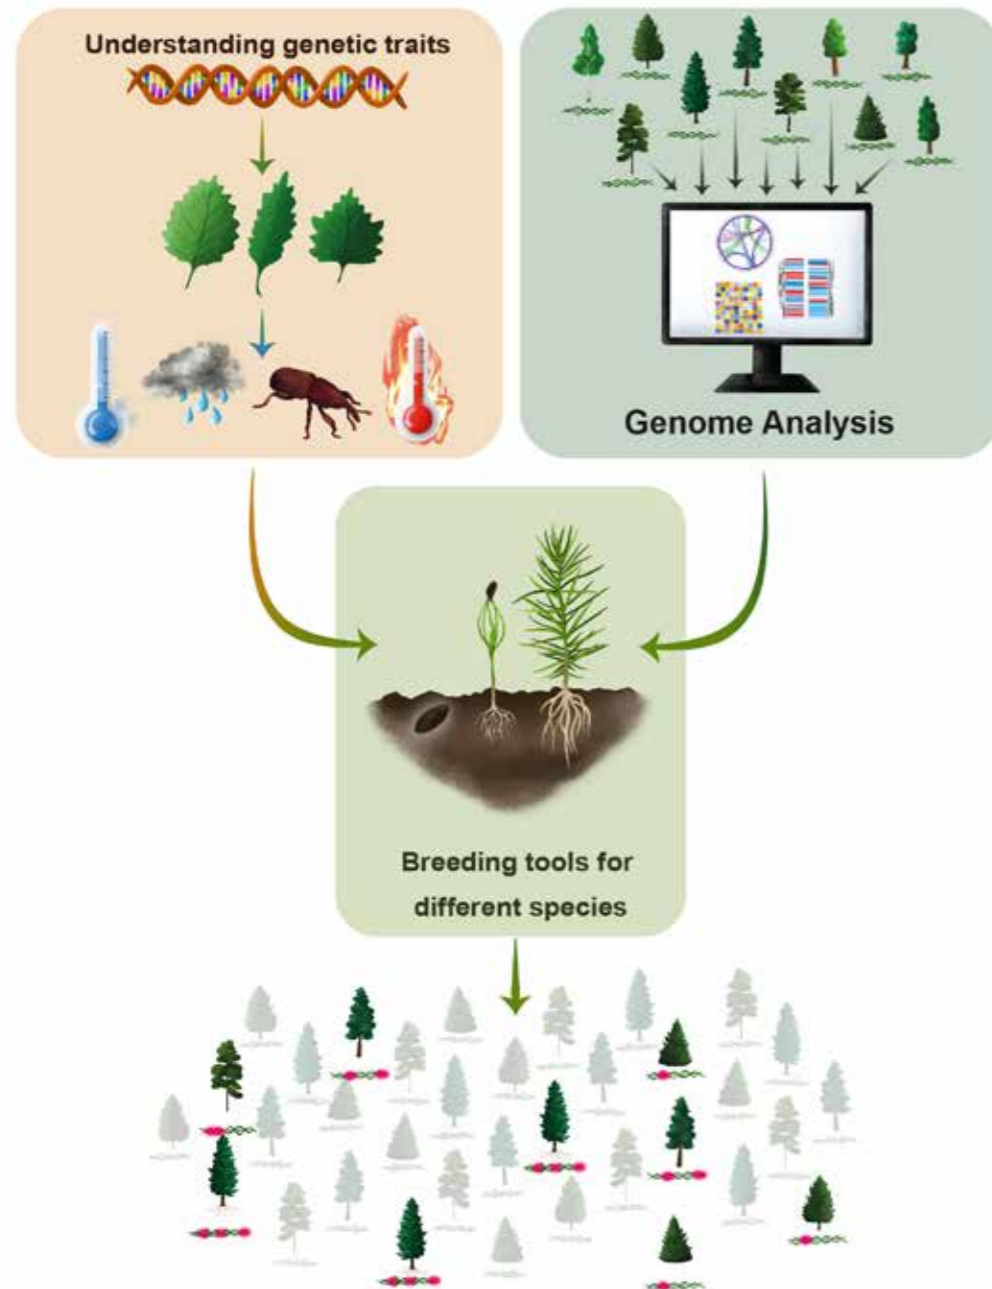 Understanding genetic traits
Genome Analysis
Breeding tools for
different species